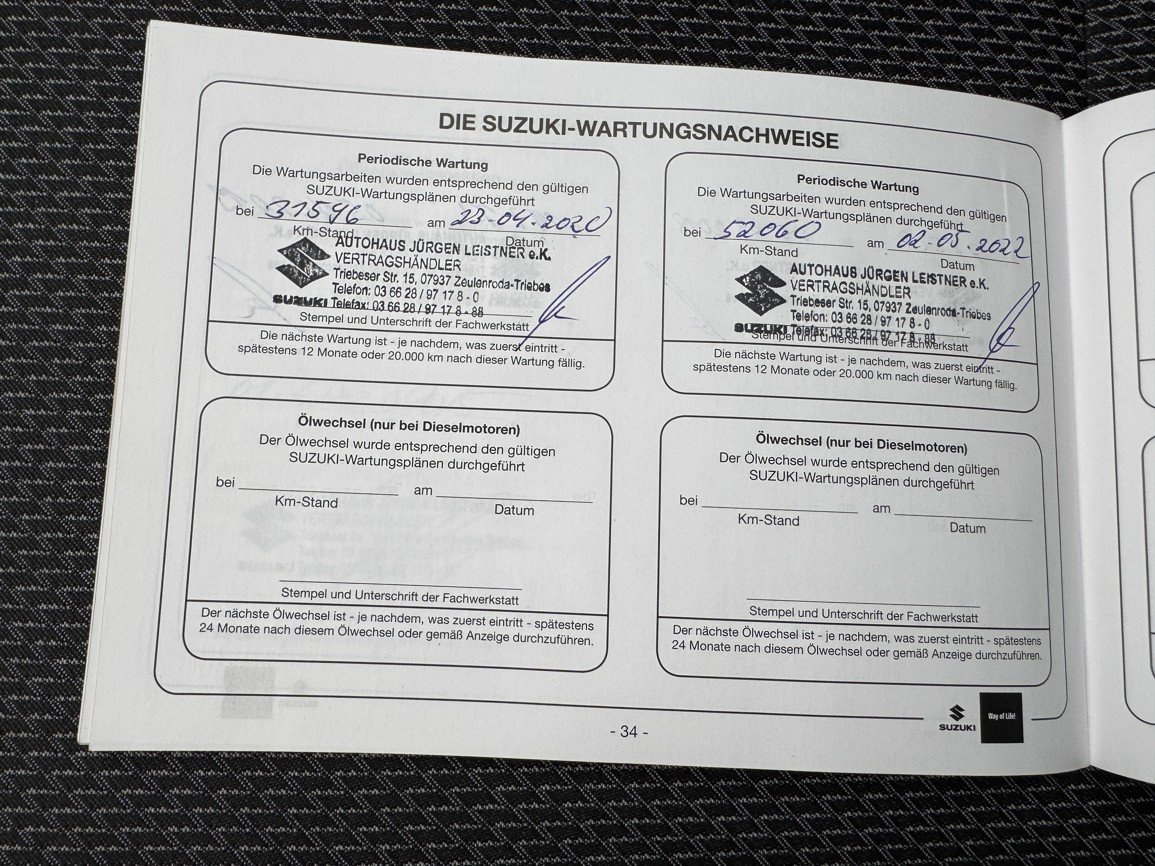 DIE SUZUKI-WARTUNGSNACHWEISE
Periodische Wartung
Die Wartungsarbeiten wurden entsprechend den gültigen
SUZUKI-Wartungsplänen durchgeführt
bei 31596 am 23.04.2020
Km-Stand Datum
AUTOHAUS JÜRGEN LEISTNER e.K.
VERTRAGSHÄNDLER
Triebeser Str. 15, 07937 Zeulenroda-Triebes
Telefon: 03 66 28 / 97 17 8 - 0
SUZUKI Telefax: 03 66 28 / 97 17 8 - 88
Stempel und Unterschrift der Fachwerkstatt
Die nächste Wartung ist - je nachdem, was zuerst eintritt -
spätestens 12 Monate oder 20.000 km nach dieser Wartung fällig.
Periodische Wartung
Die Wartungsarbeiten wurden entsprechend den gültigen
SUZUKI-Wartungsplänen durchgeführt
bei 52060 am 02.05.2022
Km-Stand Datum
AUTOHAUS JÜRGEN LEISTNER e.K.
VERTRAGSHÄNDLER
Triebeser Str. 15, 07937 Zeulenroda-Triebes
Telefon: 03 66 28 / 97 17 8 - 0
SUZUKI Telefax: 03 66 28 / 97 17 8 - 88
Stempel und Unterschrift der Fachwerkstatt
Die nächste Wartung ist - je nachdem, was zuerst eintritt -
spätestens 12 Monate oder 20.000 km nach dieser Wartung fällig.
Ölwechsel (nur bei Dieselmotoren)
Der Ölwechsel wurde entsprechend den gültigen
SUZUKI-Wartungsplänen durchgeführt
bei am
Km-Stand Datum
Stempel und Unterschrift der Fachwerkstatt
Der nächste Ölwechsel ist - je nachdem, was zuerst eintritt - spätestens
24 Monate nach diesem Ölwechsel oder gemäß Anzeige durchzuführen.
Ölwechsel (nur bei Dieselmotoren)
Der Ölwechsel wurde entsprechend den gültigen
SUZUKI-Wartungsplänen durchgeführt
bei am
Km-Stand Datum
Stempel und Unterschrift der Fachwerkstatt
Der nächste Ölwechsel ist - je nachdem, was zuerst eintritt - spätestens
24 Monate nach diesem Ölwechsel oder gemäß Anzeige durchzuführen.
SUZUKI Way of Life!
- 34 -